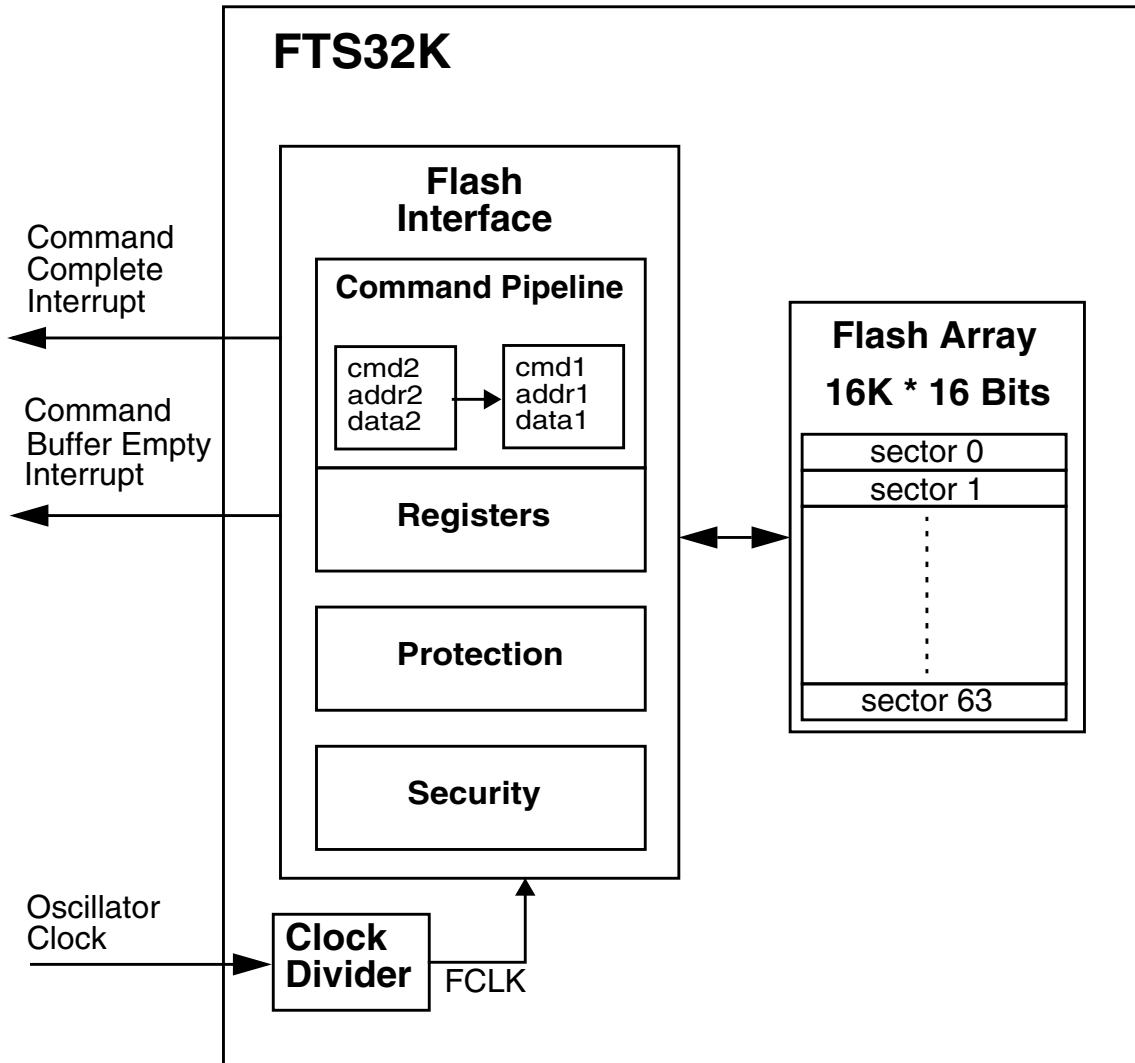 FTS32K
Flash
Interface
Command Pipeline
cmd2
addr2
data2
cmd1
addr1
data1
Registers
Protection
Security
Command
Complete
Interrupt
Command
Buffer Empty
Interrupt
Flash Array
16K * 16 Bits
sector 0
sector 1
sector 63
Oscillator
Clock
Clock
Divider
FCLK